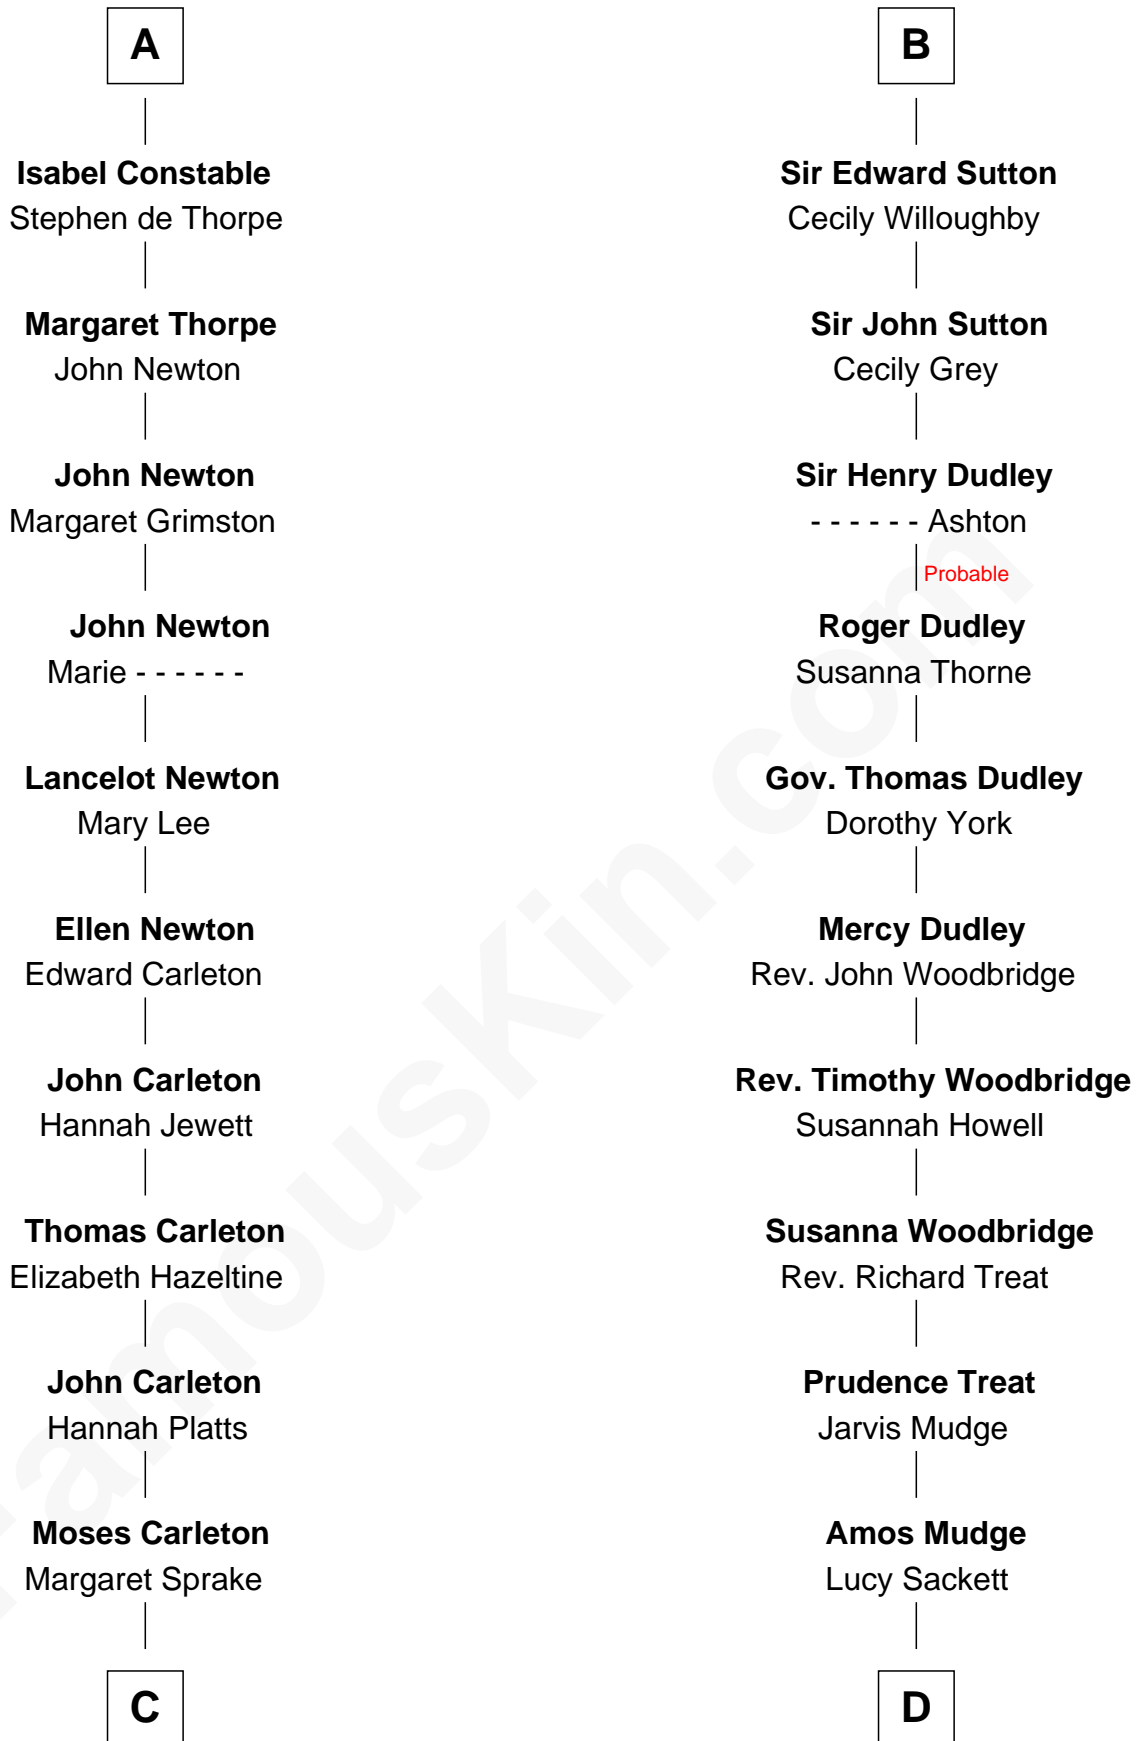 A
Isabel Constable
Stephen de Thorpe
Margaret Thorpe
John Newton
John Newton
Margaret Grimston
John Newton
Marie - - - - - -
Lancelot Newton
Mary Lee
Ellen Newton
Edward Carleton
John Carleton
Hannah Jewett
Thomas Carleton
Elizabeth Hazeltine
John Carleton
Hannah Platts
Moses Carleton
Margaret Sprake
C
B
Sir Edward Sutton
Cecily Willoughby
Sir John Sutton
Cecily Grey
Sir Henry Dudley
- - - - - - Ashton
Probable
Roger Dudley
Susanna Thorne
Gov. Thomas Dudley
Dorothy York
Mercy Dudley
Rev. John Woodbridge
Rev. Timothy Woodbridge
Susannah Howell
Susanna Woodbridge
Rev. Richard Treat
Prudence Treat
Jarvis Mudge
Amos Mudge
Lucy Sackett
D
FamousKin.com